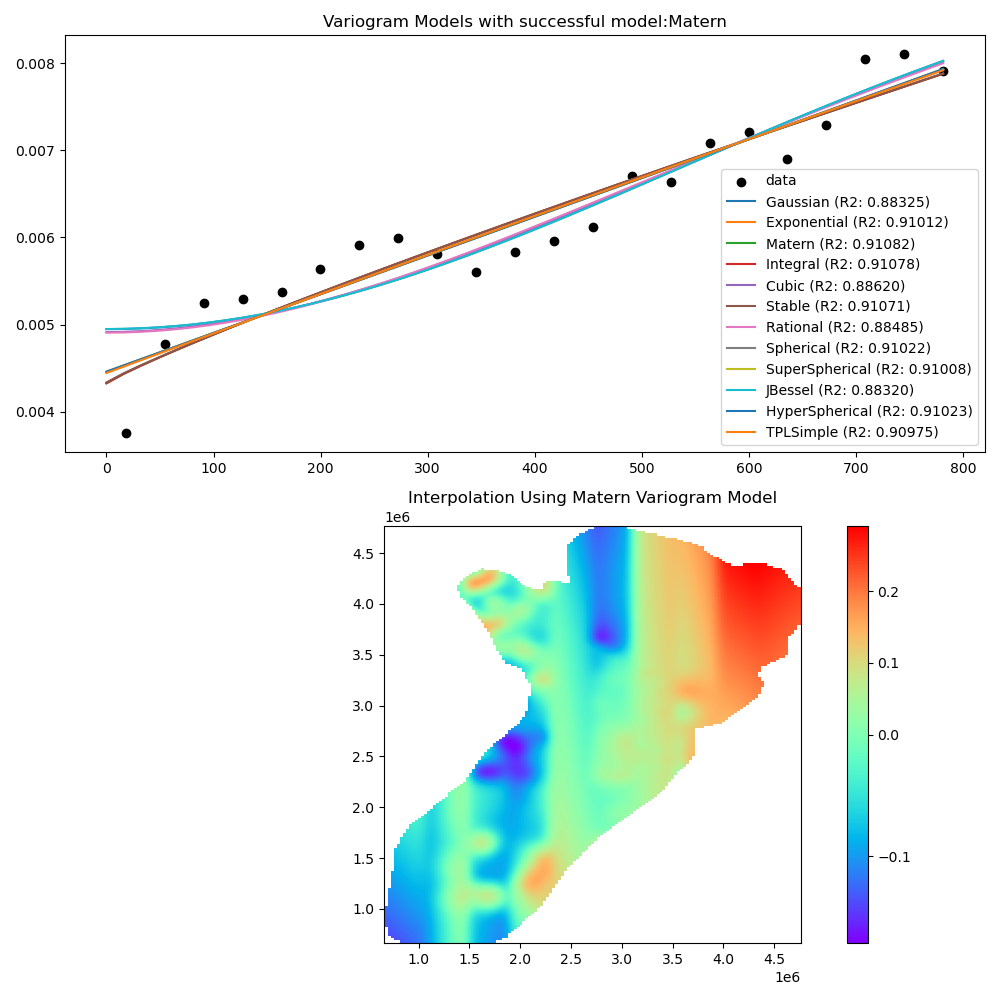 Variogram Models with successful model:Matern
0.008
0.007
0.006
0.005
0.004
data
Gaussian (R2: 0.88325)
Exponential (R2: 0.91012)
Matern (R2: 0.91082)
Integral (R2: 0.91078)
Cubic (R2: 0.88620)
Stable (R2: 0.91071)
Rational (R2: 0.88485)
Spherical (R2: 0.91022)
SuperSpherical (R2: 0.91008)
JBessel (R2: 0.88320)
HyperSpherical (R2: 0.91023)
TPLSimple (R2: 0.90975)
0 100 200 300 400 500 600 700 800
Interpolation Using Matern Variogram Model
1e6
4.5
4.0
3.5
3.0
2.5
2.0
1.5
1.0
1.0 1.5 2.0 2.5 3.0 3.5 4.0 4.5
1e6
0.2
0.1
0.0
−0.1